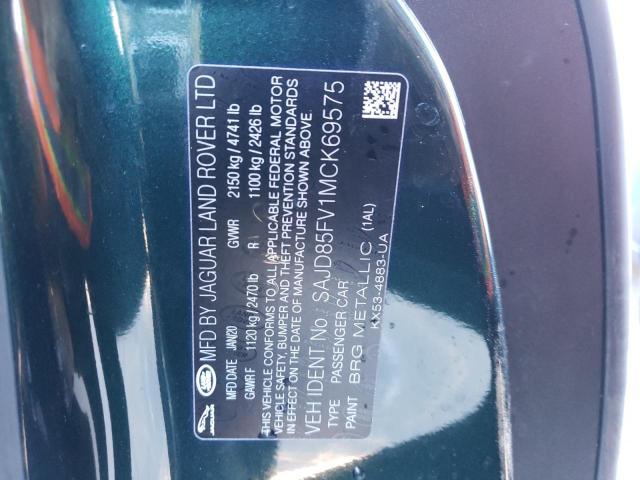 MFD BY JAGUAR LAND ROVER LTD
MFD DATE JAN/20 GVWR 2150 kg / 4741 lb
GAWR F 1120 kg / 2470 lb R 1100 kg / 2426 lb
THIS VEHICLE CONFORMS TO ALL APPLICABLE FEDERAL MOTOR
VEHICLE SAFETY, BUMPER AND THEFT PREVENTION STANDARDS
IN EFFECT ON THE DATE OF MANUFACTURE SHOWN ABOVE.
VEH IDENT No: SAJD85FV1MCK69575
TYPE PASSENGER CAR
PAINT BRG METALLIC (1AL)
KX53-4883-UA
JAGUAR